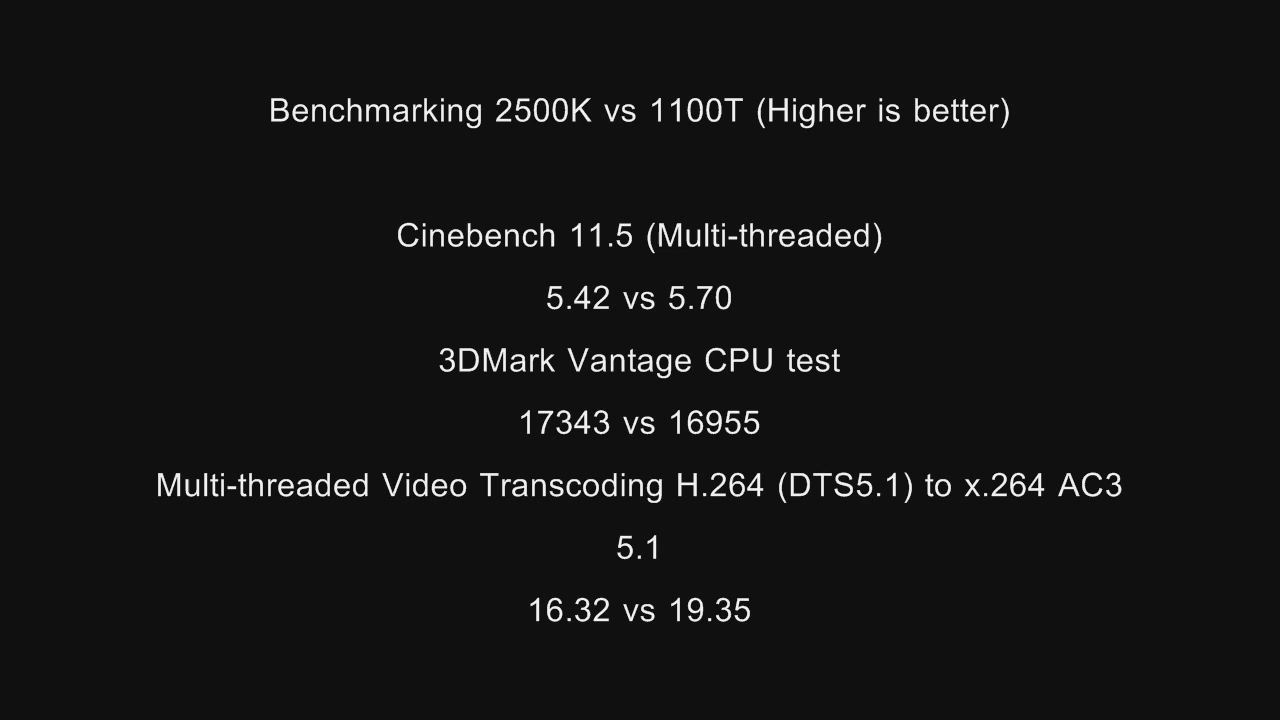 Benchmarking 2500K vs 1100T (Higher is better)
Cinebench 11.5 (Multi-threaded)
5.42 vs 5.70
3DMark Vantage CPU test
17343 vs 16955
Multi-threaded Video Transcoding H.264 (DTS5.1) to x.264 AC3
5.1
16.32 vs 19.35